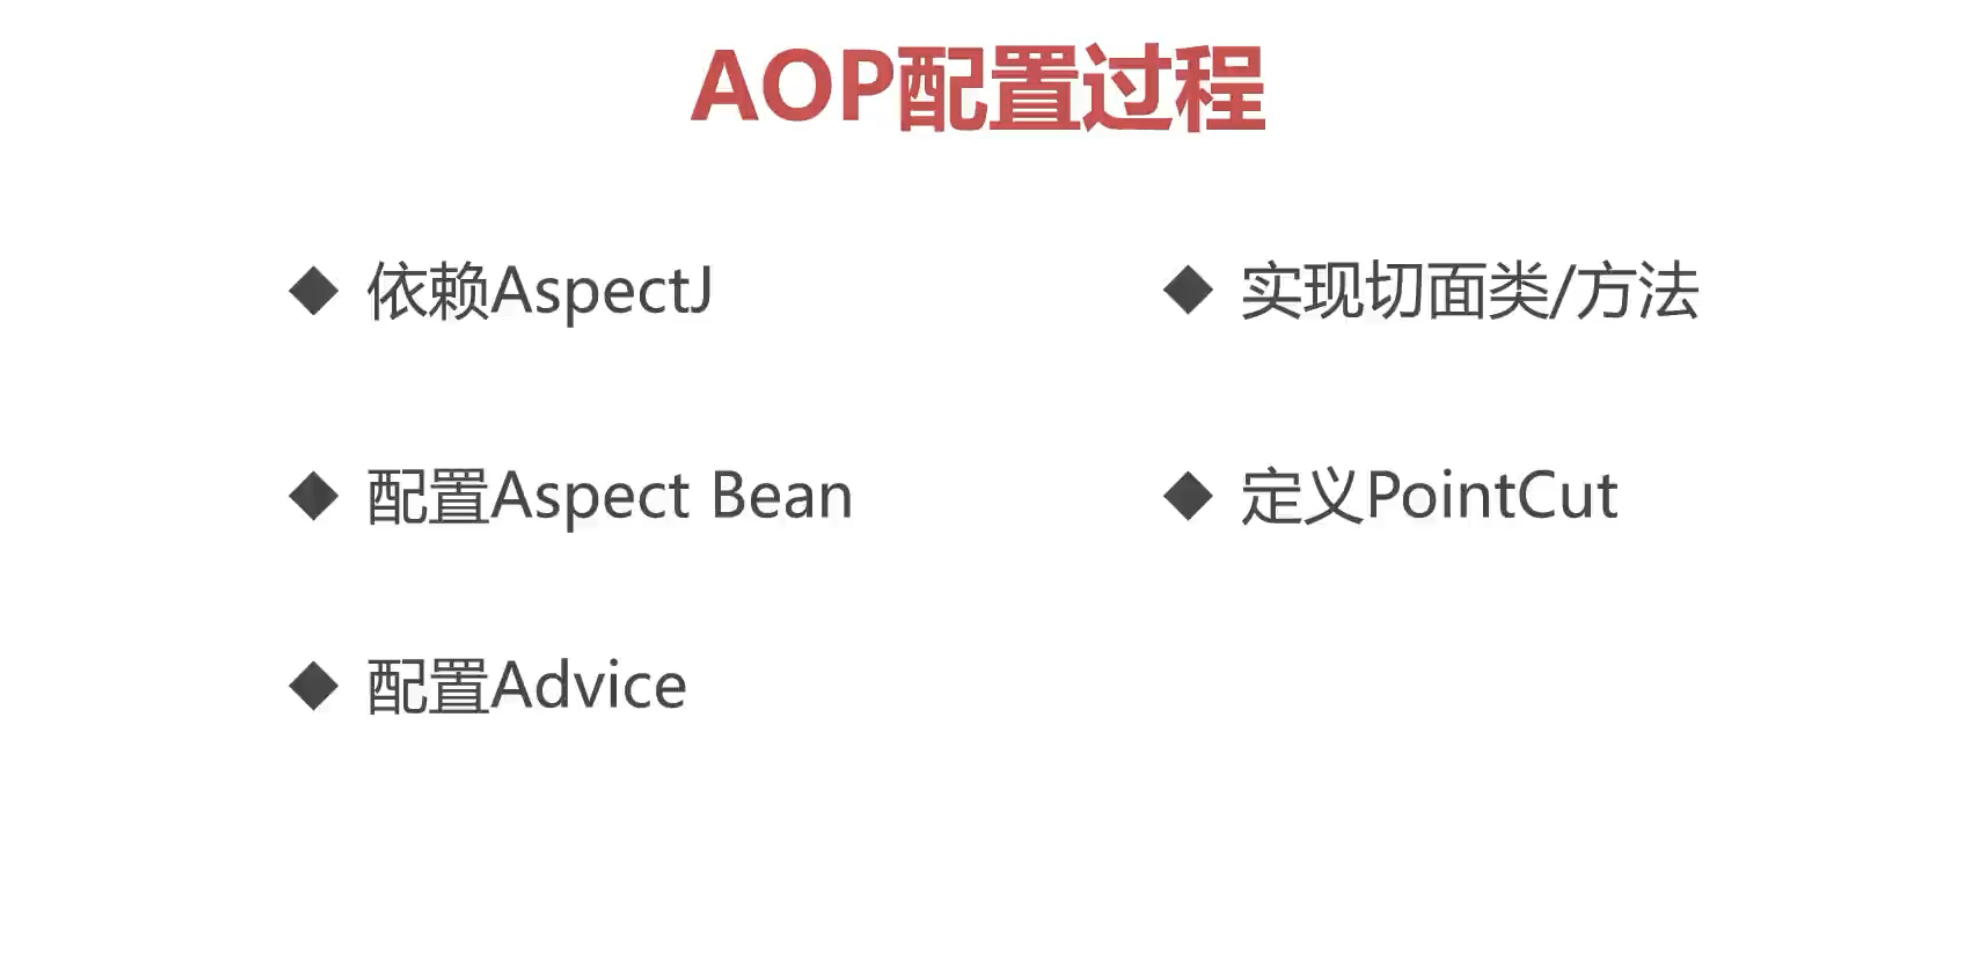 AOP配置过程
◆ 依赖AspectJ
◆ 实现切面类/方法
◆ 配置Aspect Bean
◆ 定义PointCut
◆ 配置Advice